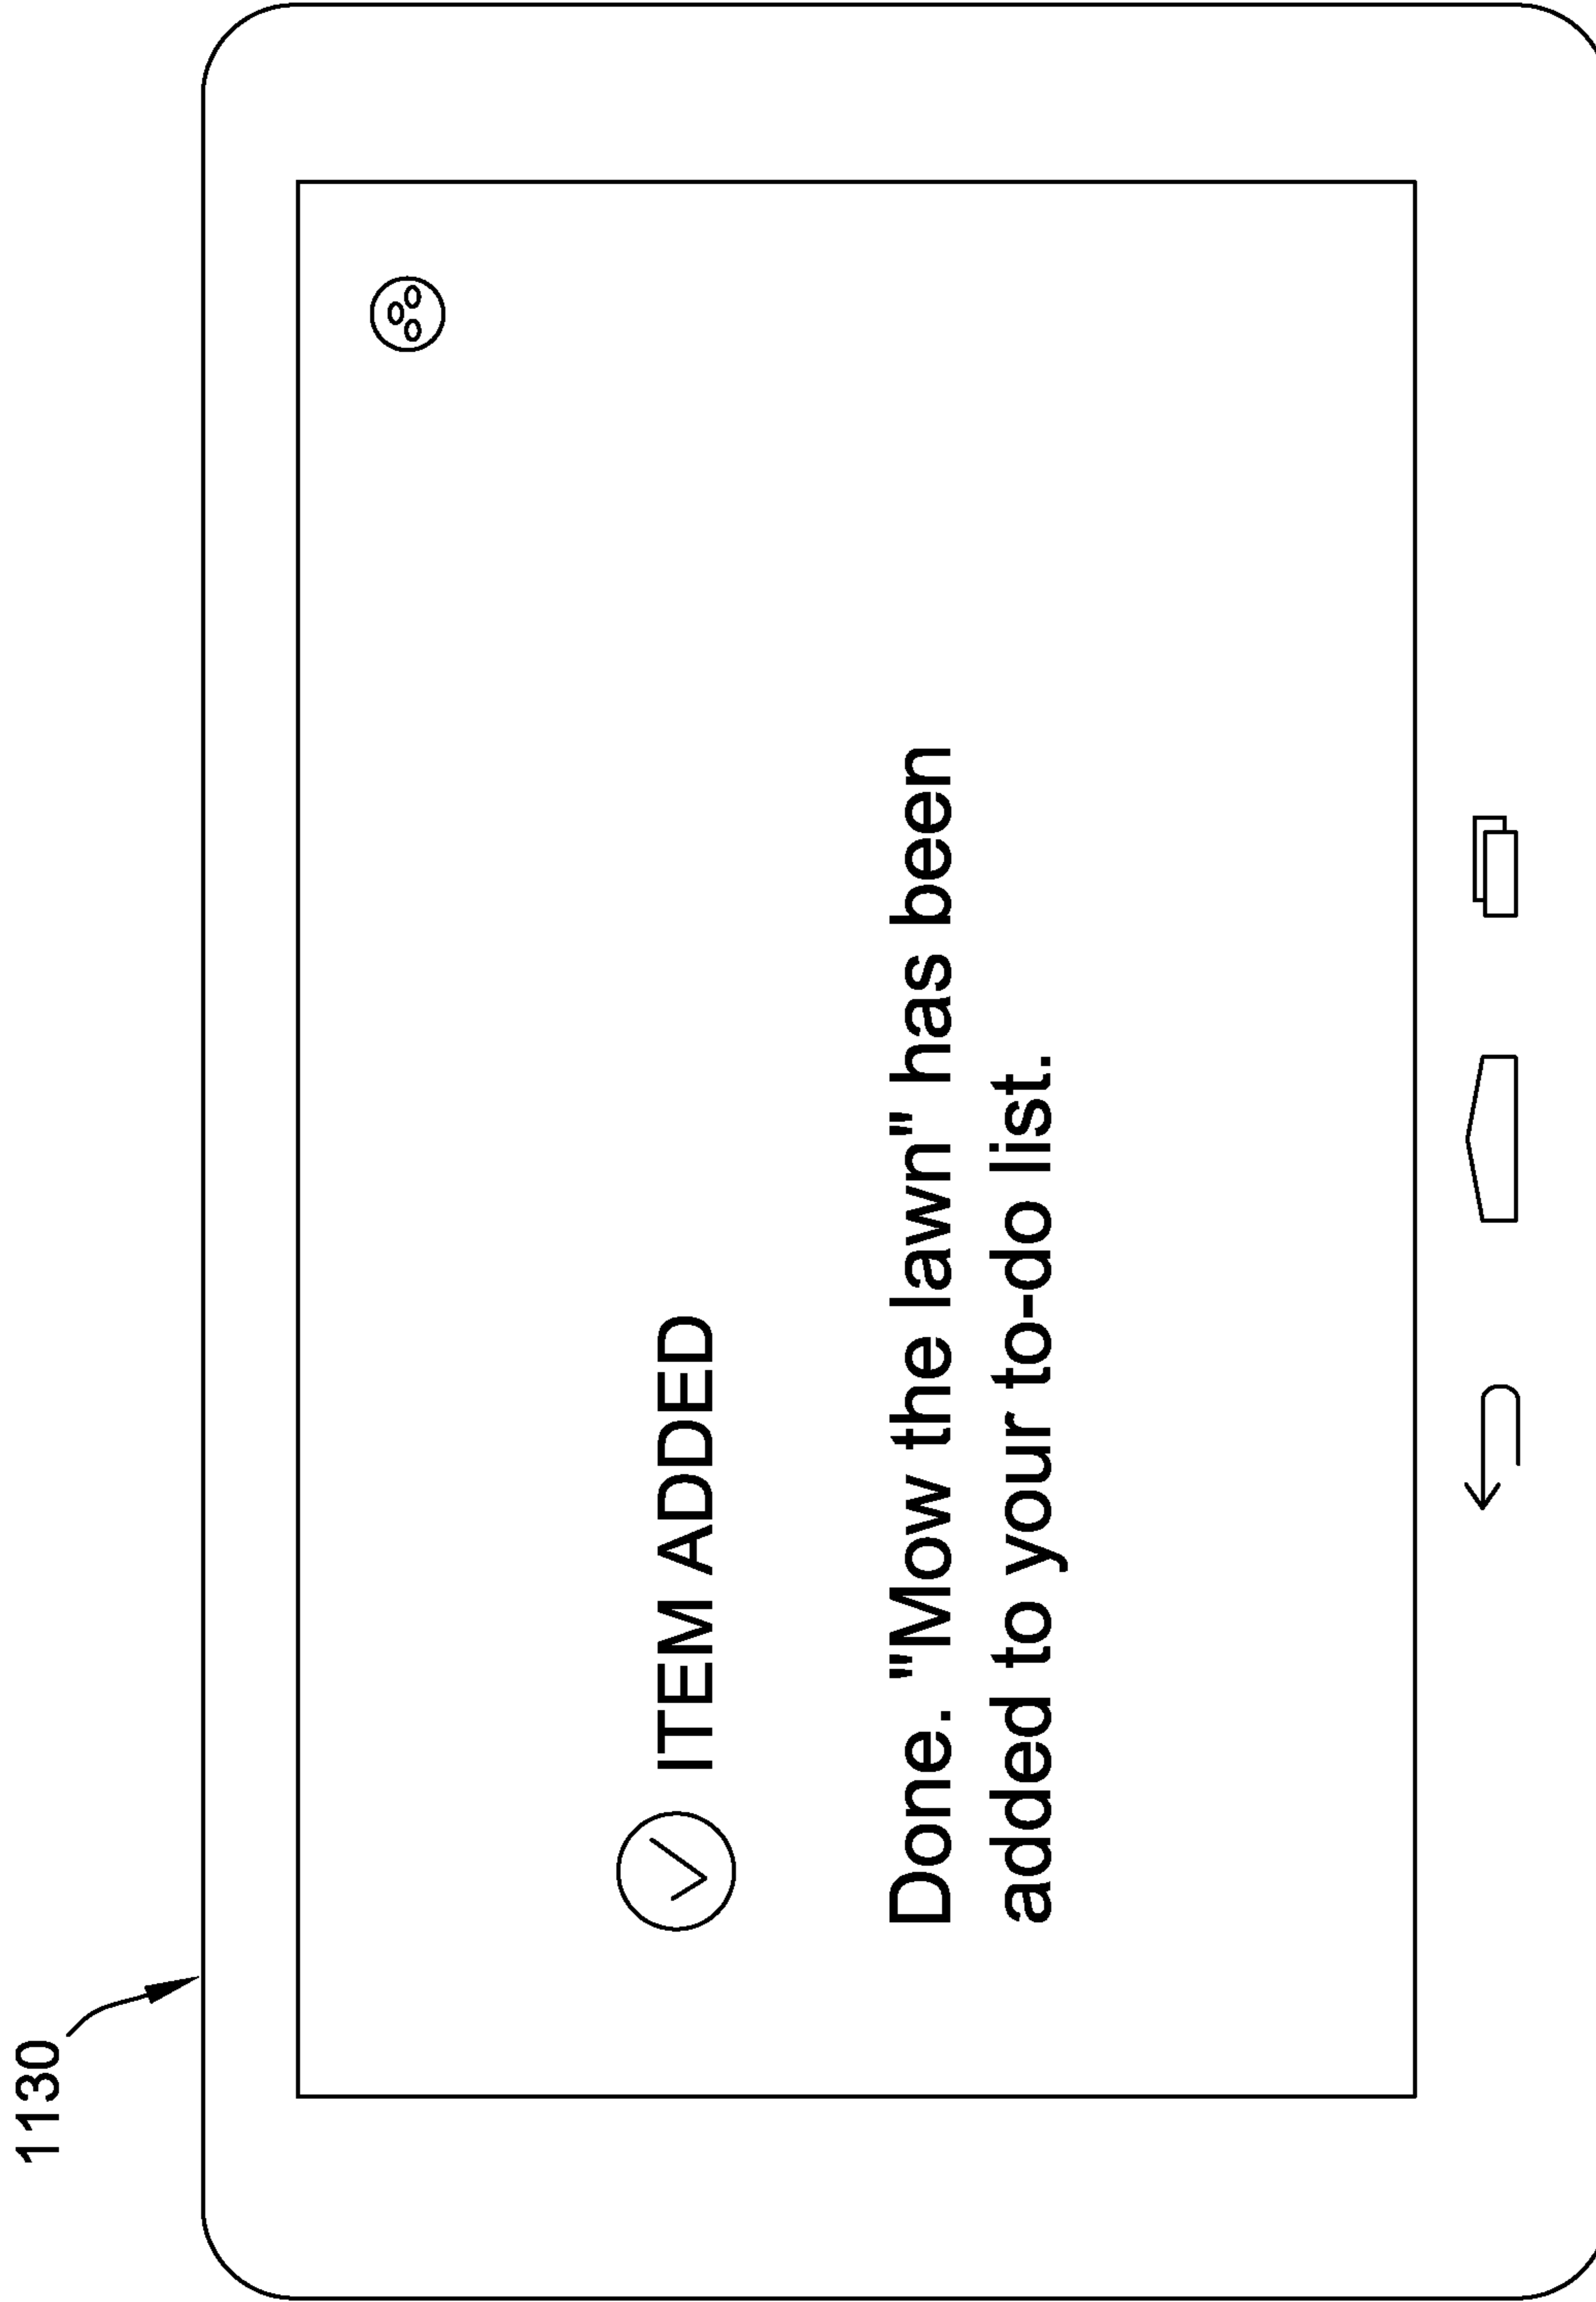 1130
ITEM ADDED
Done. "Mow the lawn" has been
added to your to-do list.